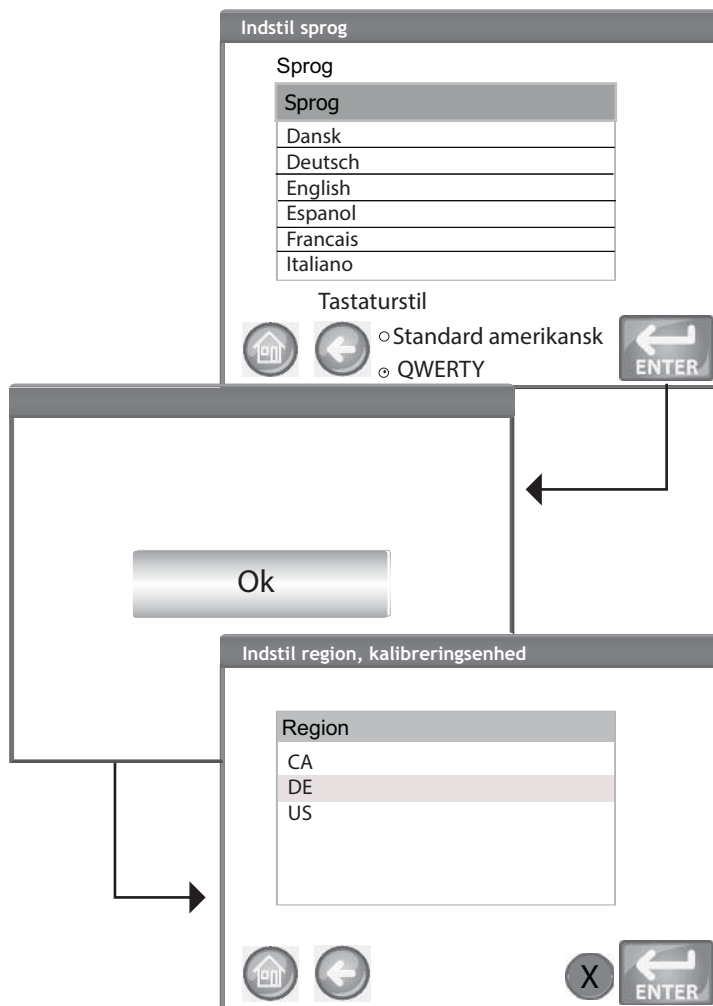 Indstil sprog
Sprog
Sprog
Dansk
Deutsch
English
Espanol
Francais
Italiano
Tastaturstil
Standard amerikansk
QWERTY
ENTER
Ok
Indstil region, kalibreringsenhed
Region
CA
DE
US
X
ENTER